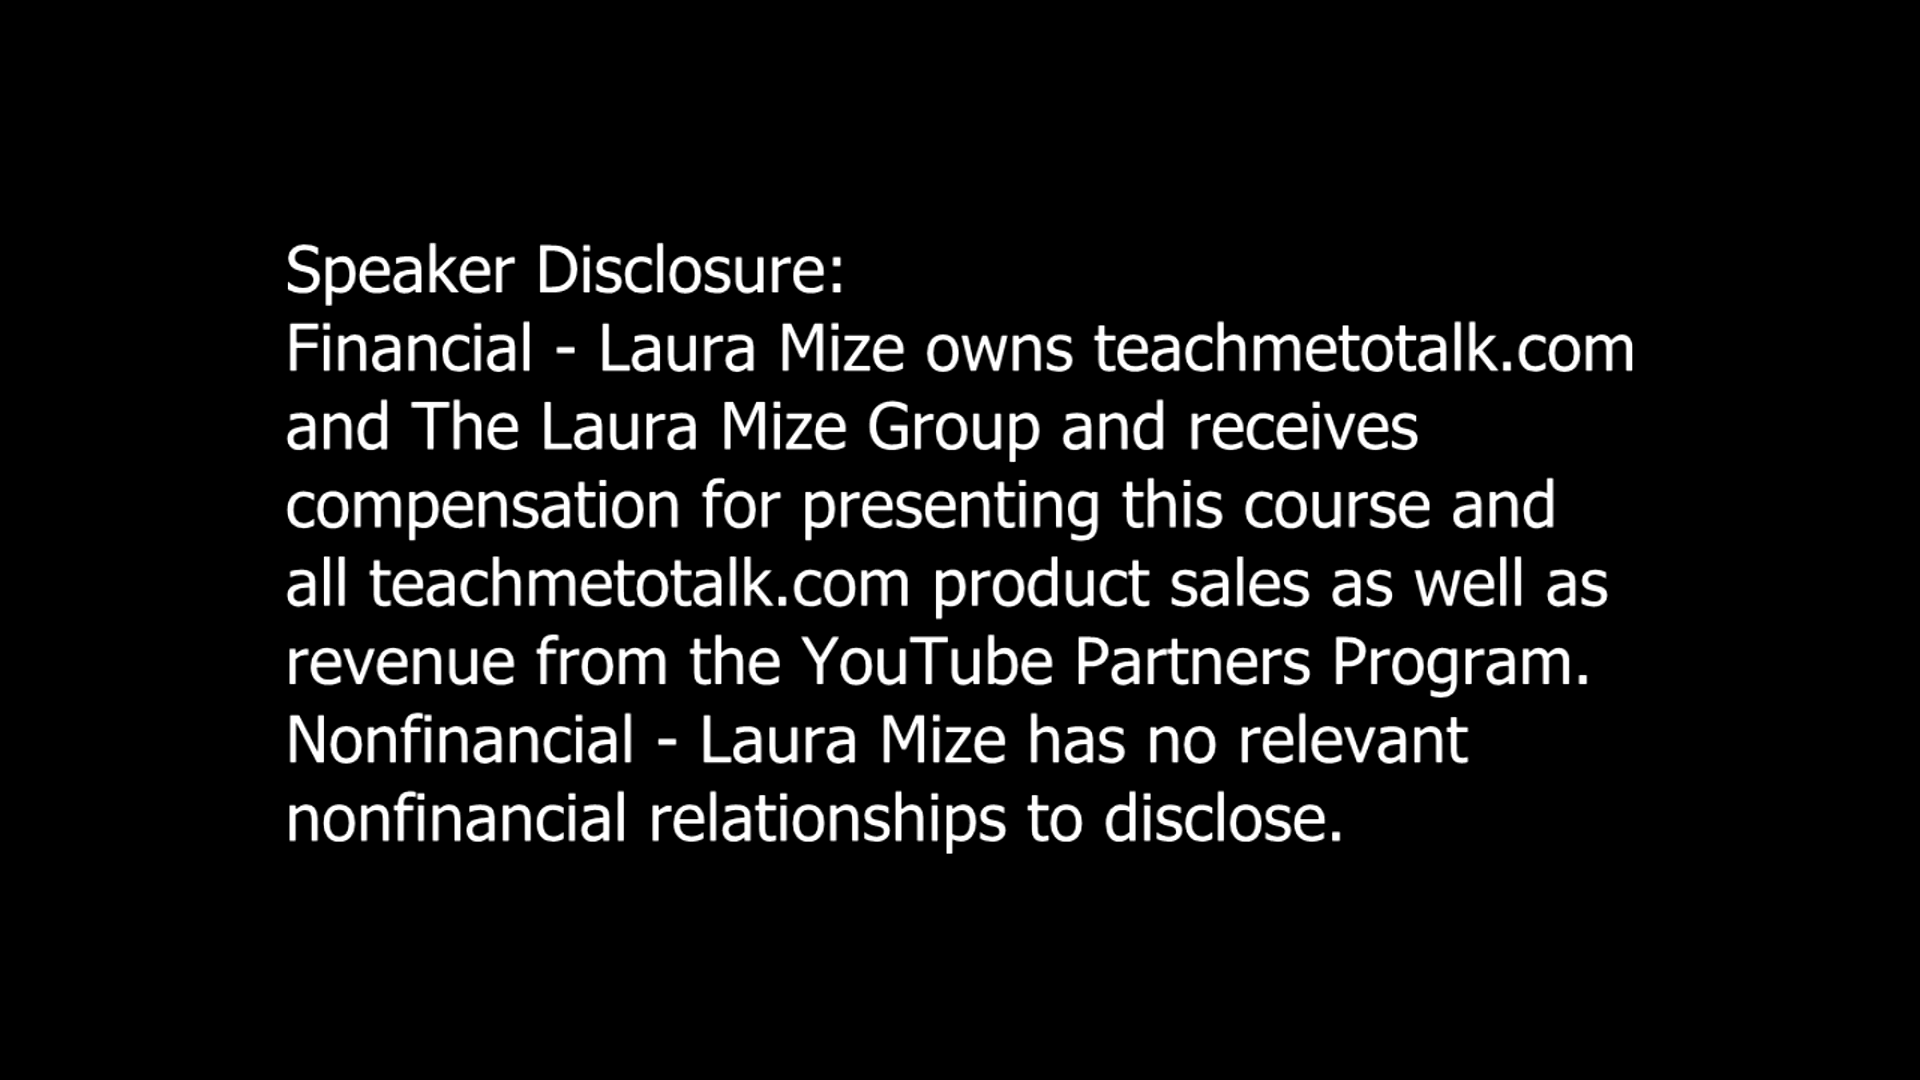 Speaker Disclosure:
Financial - Laura Mize owns teachmetotalk.com
and The Laura Mize Group and receives
compensation for presenting this course and
all teachmetotalk.com product sales as well as
revenue from the YouTube Partners Program.
Nonfinancial - Laura Mize has no relevant
nonfinancial relationships to disclose.